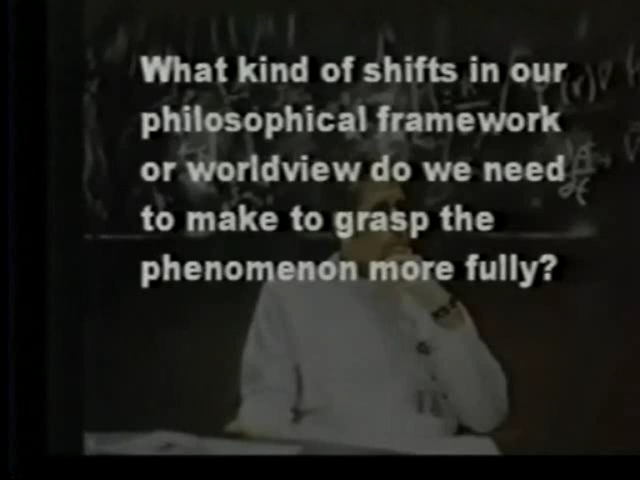 What kind of shifts in our
philosophical framework
or worldview do we need
to make to grasp the
phenomenon more fully?